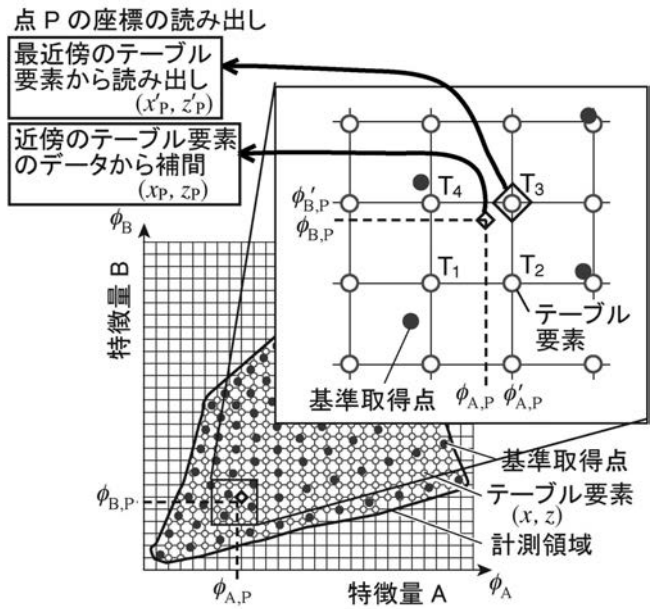 点Pの座標の読み出し
最近傍のテーブル
要素から読み出し
(x′P, z′P)
近傍のテーブル要素
のデータから補間
(xP, zP)
ϕB
特徴量 B
ϕ′B,P
ϕB,P
T4
T3
T1
T2
テーブル
要素
基準取得点
ϕA,P
ϕ′A,P
基準取得点
テーブル要素
(x, z)
計測領域
ϕB,P
ϕA,P
特徴量 A
ϕA